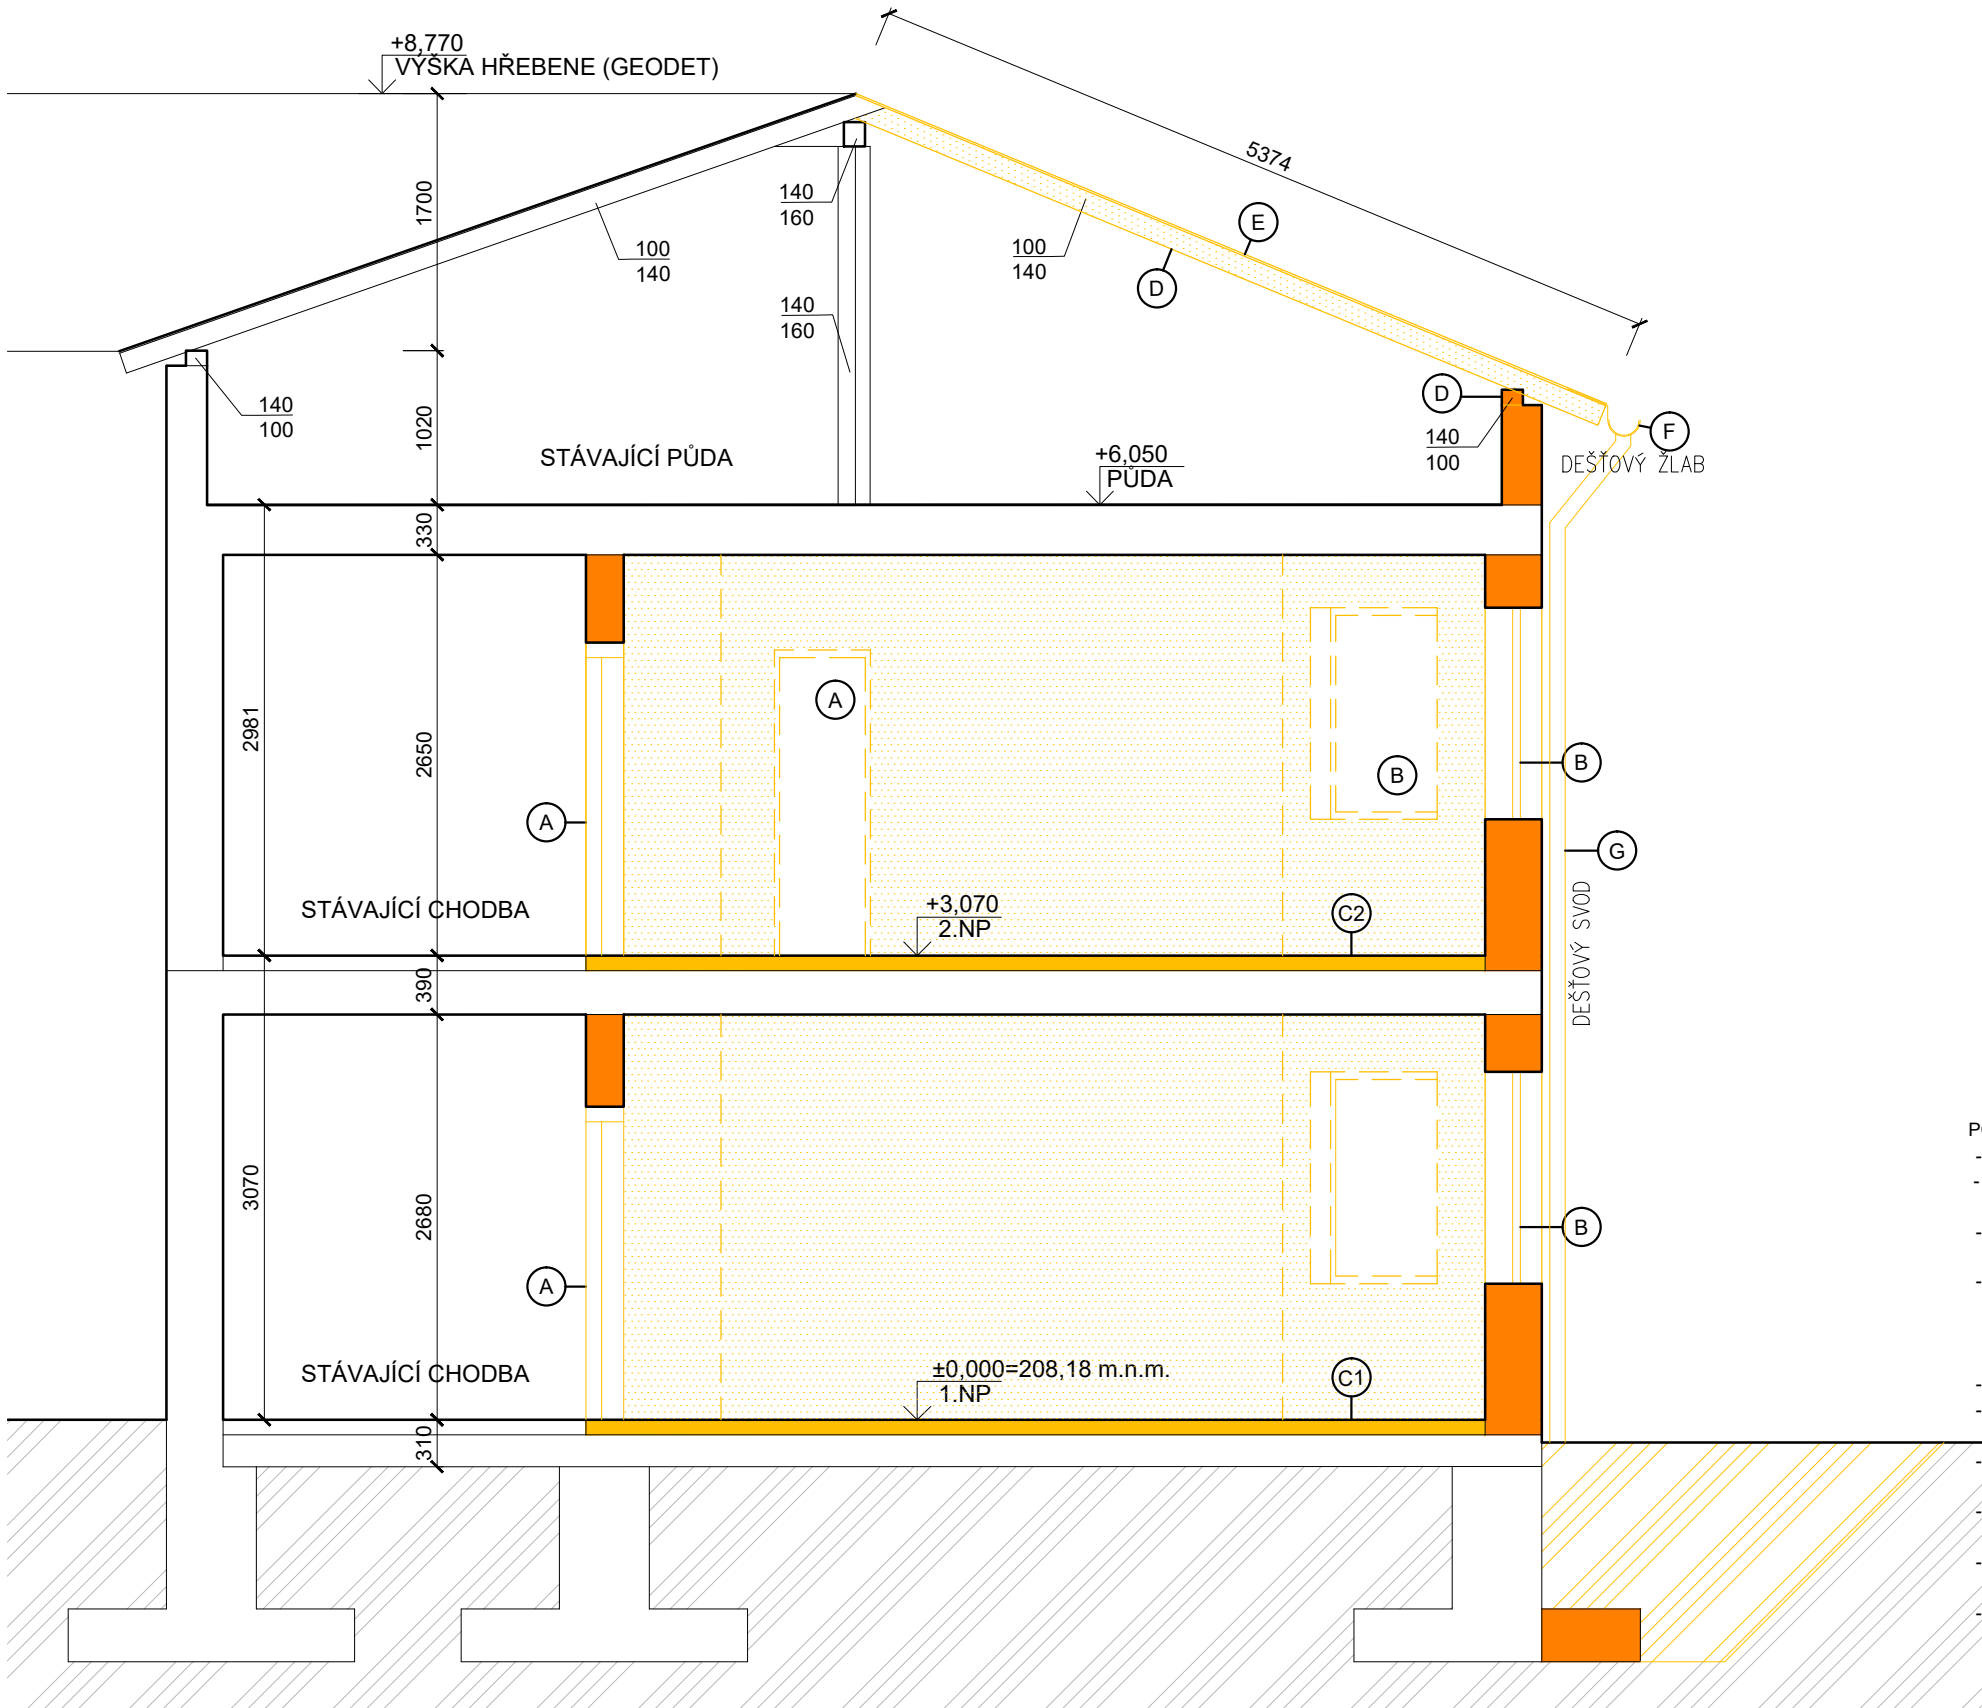 +8,770
VÝŠKA HŘEBENE (GEODET)
5374
1700
140
160
100
140
100
140
E
D
140
160
140
100
1020
STÁVAJÍCÍ PŮDA
+6,050
PŮDA
D
140
100
F
DEŠŤOVÝ ŽLAB
330
A
2981
2650
B
B
A
G
STÁVAJÍCÍ CHODBA
+3,070
2.NP
C2
DEŠŤOVÝ SVOD
390
3070
2680
B
A
STÁVAJÍCÍ CHODBA
±0,000=208,18 m.n.m.
1.NP
C1
310